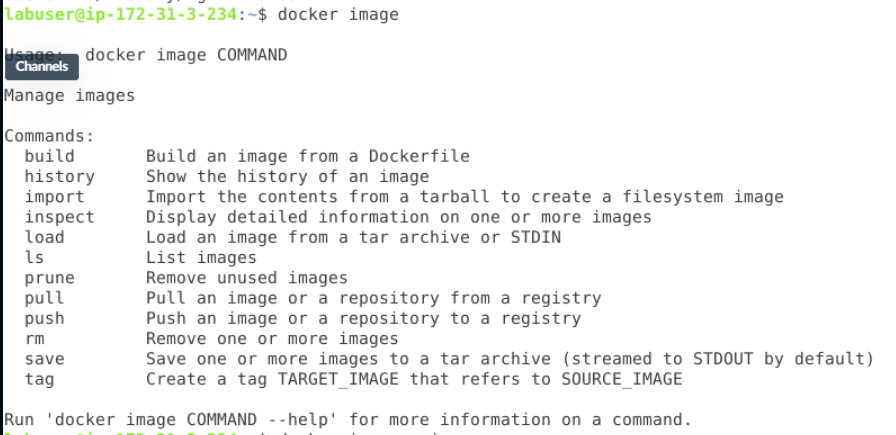 labuser@ip-172-31-3-234:~$ docker image
Usage: docker image COMMAND
Channels
Manage images
Commands:
build Build an image from a Dockerfile
history Show the history of an image
import Import the contents from a tarball to create a filesystem image
inspect Display detailed information on one or more images
load Load an image from a tar archive or STDIN
ls List images
prune Remove unused images
pull Pull an image or a repository from a registry
push Push an image or a repository to a registry
rm Remove one or more images
save Save one or more images to a tar archive (streamed to STDOUT by default)
tag Create a tag TARGET_IMAGE that refers to SOURCE_IMAGE
Run 'docker image COMMAND --help' for more information on a command.